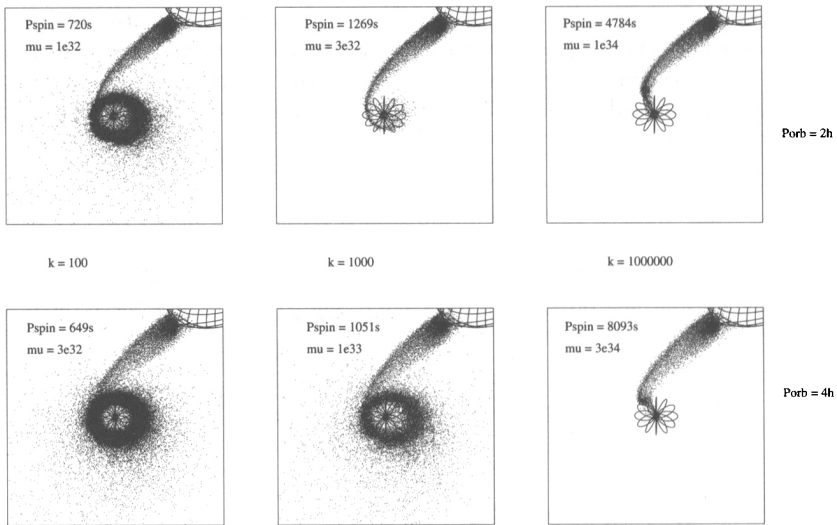 Pspin = 720s
mu = 1e32
Pspin = 1269s
mu = 3e32
Pspin = 4784s
mu = 1e34
Porb = 2h
k = 100
k = 1000
k = 1000000
Pspin = 649s
mu = 3e32
Pspin = 1051s
mu = 1e33
Pspin = 8093s
mu = 3e34
Porb = 4h